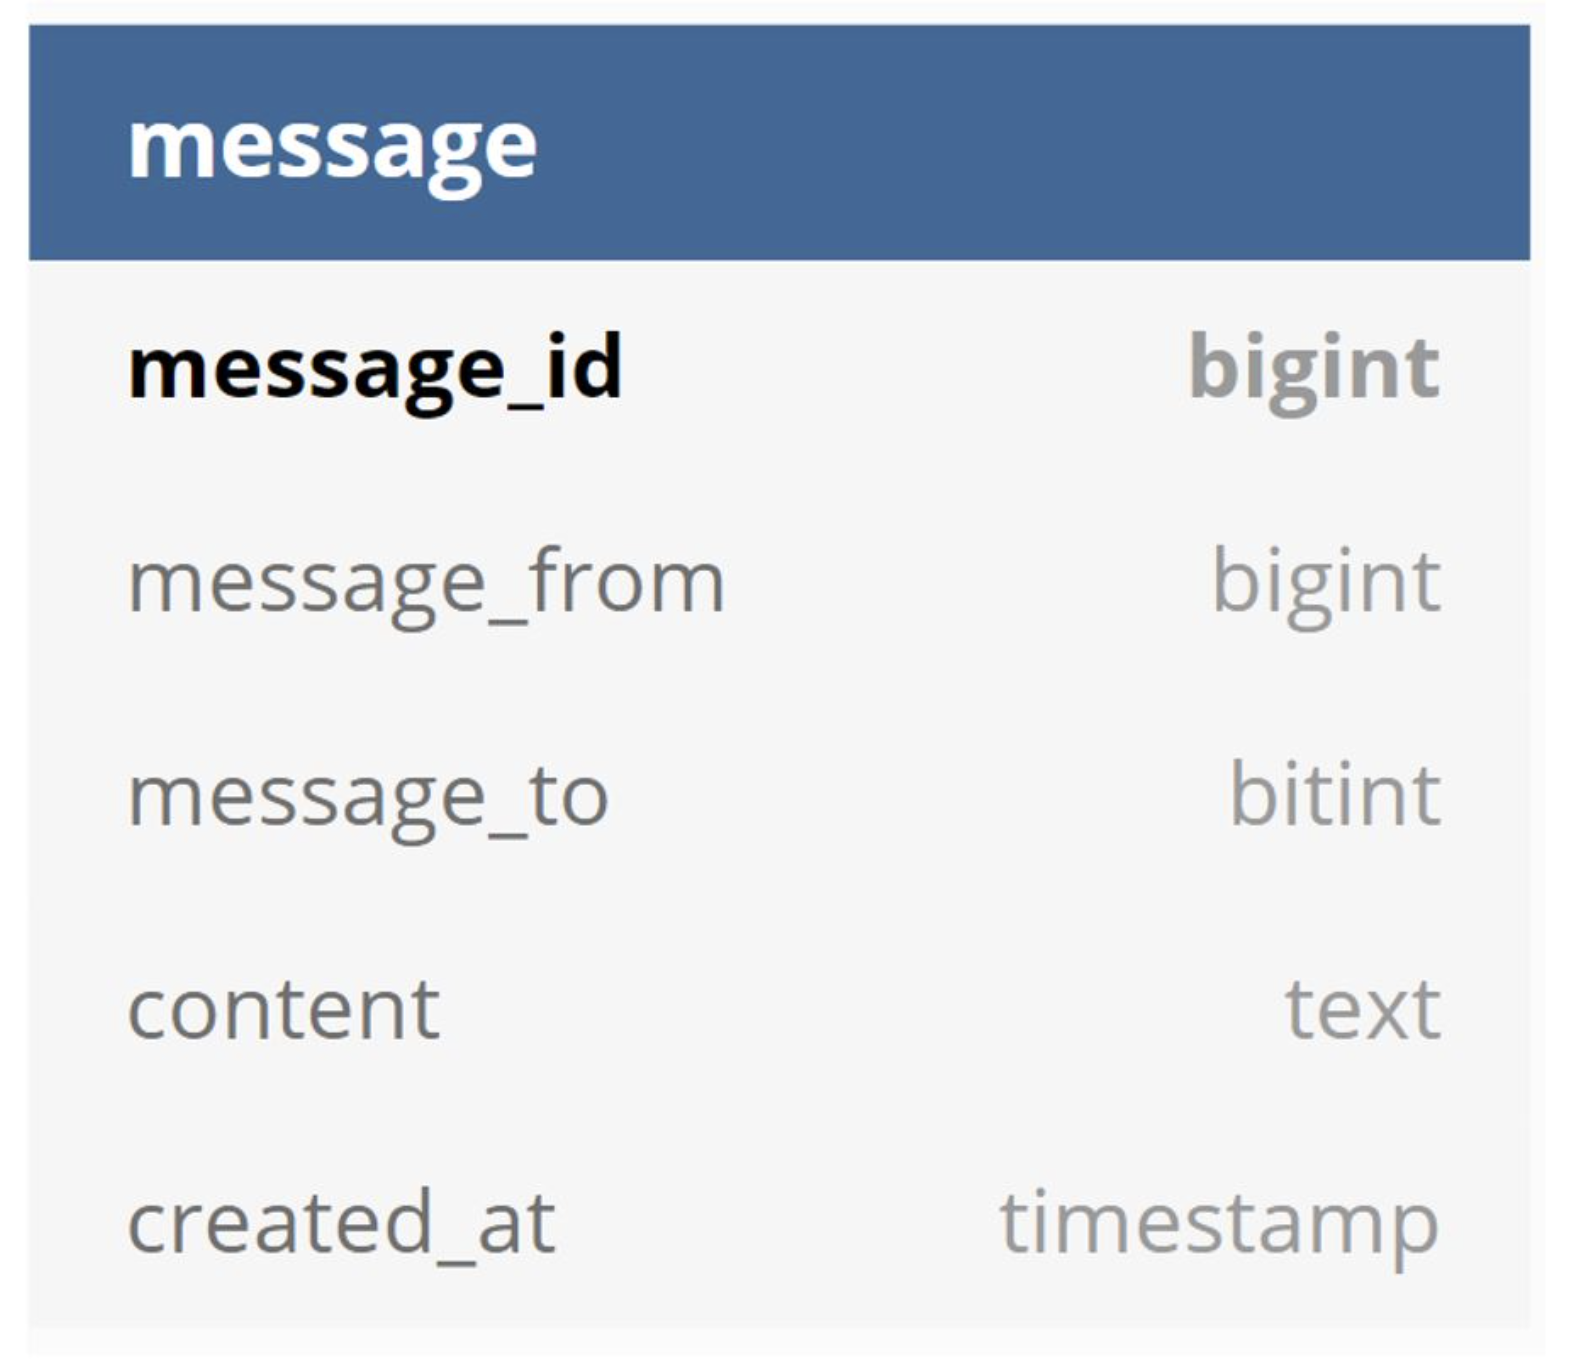 message
message_id bigint
message_from bigint
message_to bitint
content text
created_at timestamp